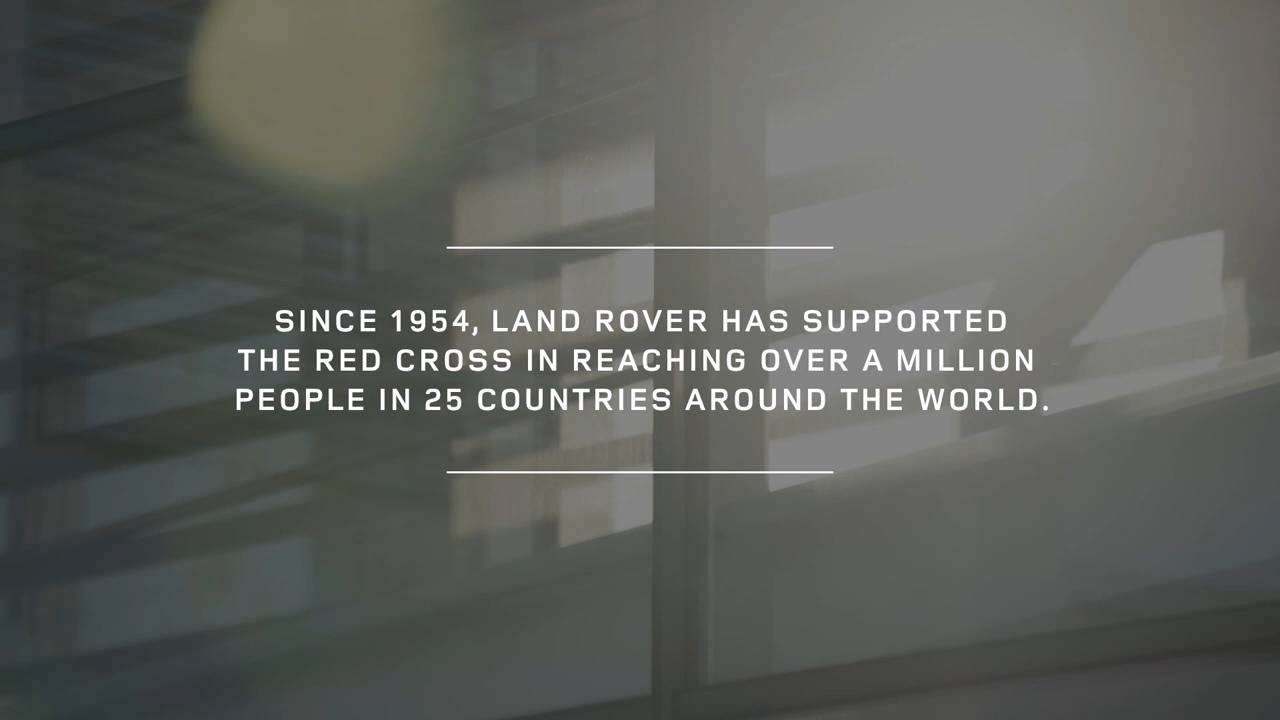 SINCE 1954, LAND ROVER HAS SUPPORTED
THE RED CROSS IN REACHING OVER A MILLION
PEOPLE IN 25 COUNTRIES AROUND THE WORLD.